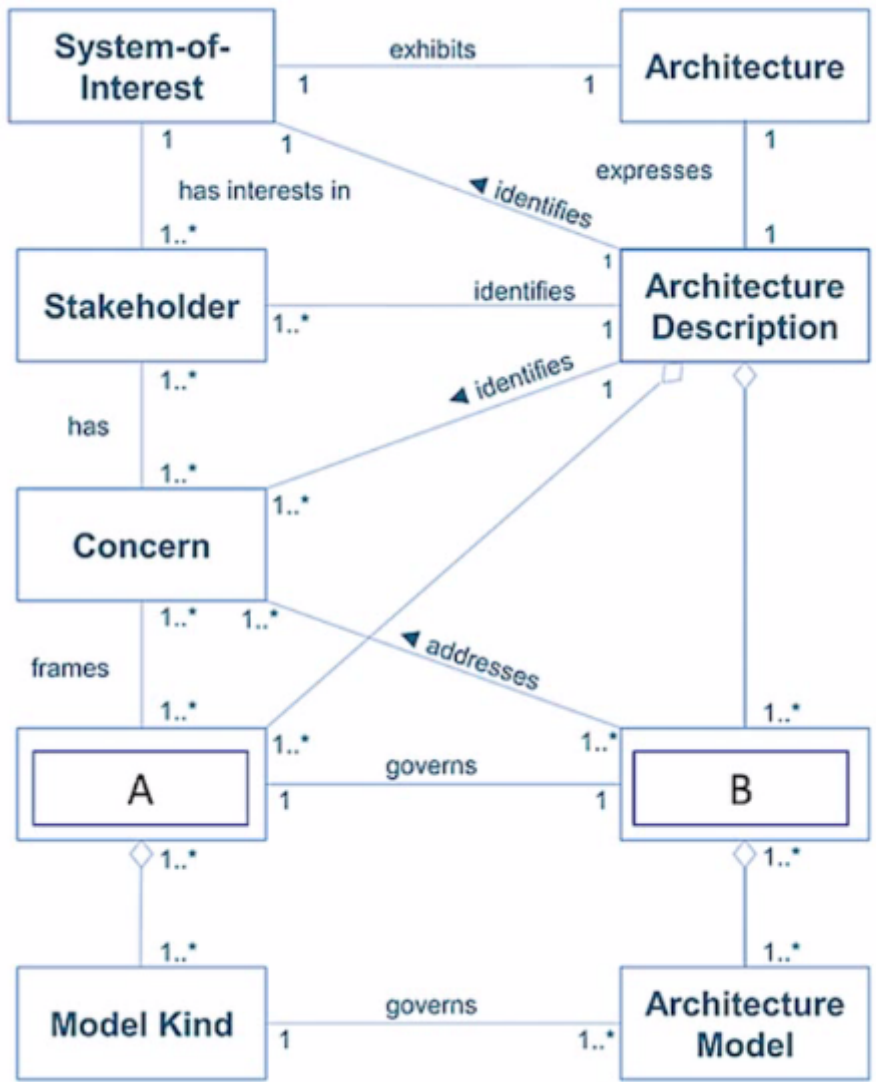 System-of-
Interest
exhibits
1
1
Architecture
1
1
has interests in
identifies
expresses
1
1..*
1
1
Stakeholder
1..*
identifies
1
Architecture
Description
1..*
has
identifies
1
1..*
1..*
Concern
1..*
1..*
frames
addresses
1..*
1..*
1..*
1..*
A
governs
1
1
B
1..*
1..*
1..*
1..*
Model Kind
governs
1
1..*
Architecture
Model